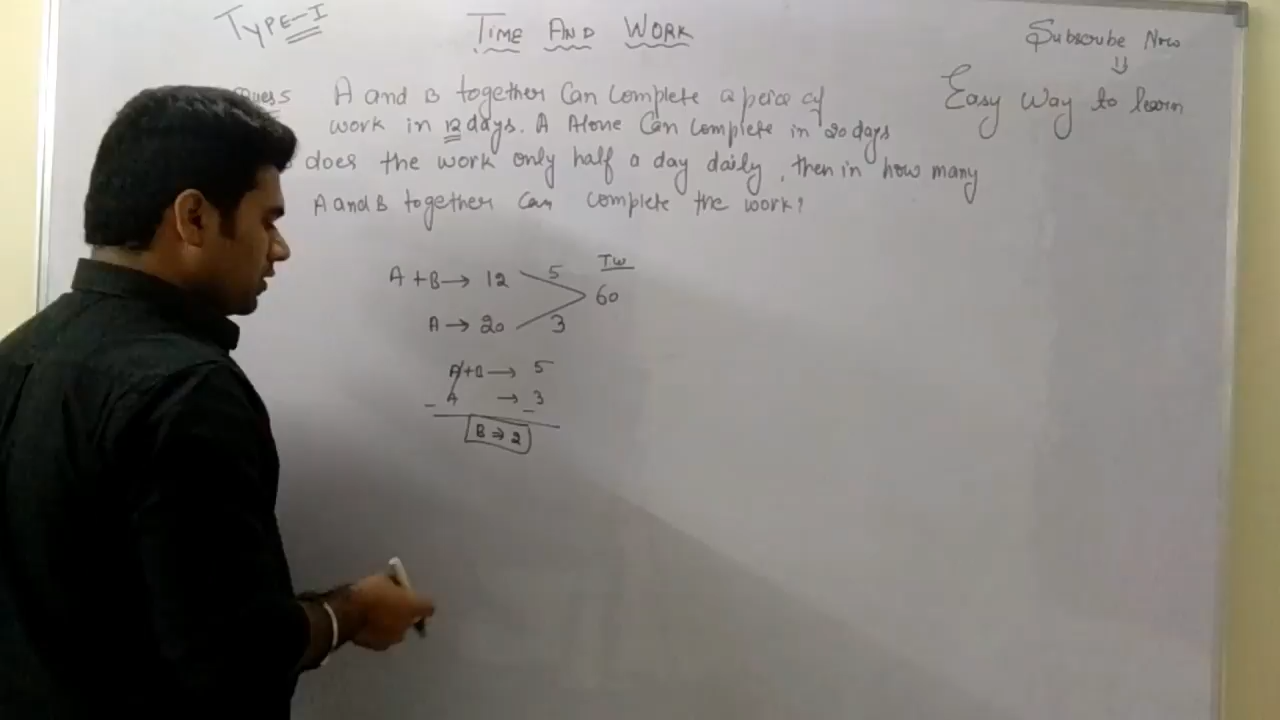 TYPE-I
TIME AND WORK
Subscribe Now
⇓
Easy Way to learn
Ques A and B together Can Complete a peice of
work in 12 days. A Alone Can Complete in 20 days
does the work only half a day daily, then in how many
A and B together Can complete the work?
TW
A+B→ 12 5
60
A → 20 3
A+B → 5
- A → 3
-
B ⇒ 2